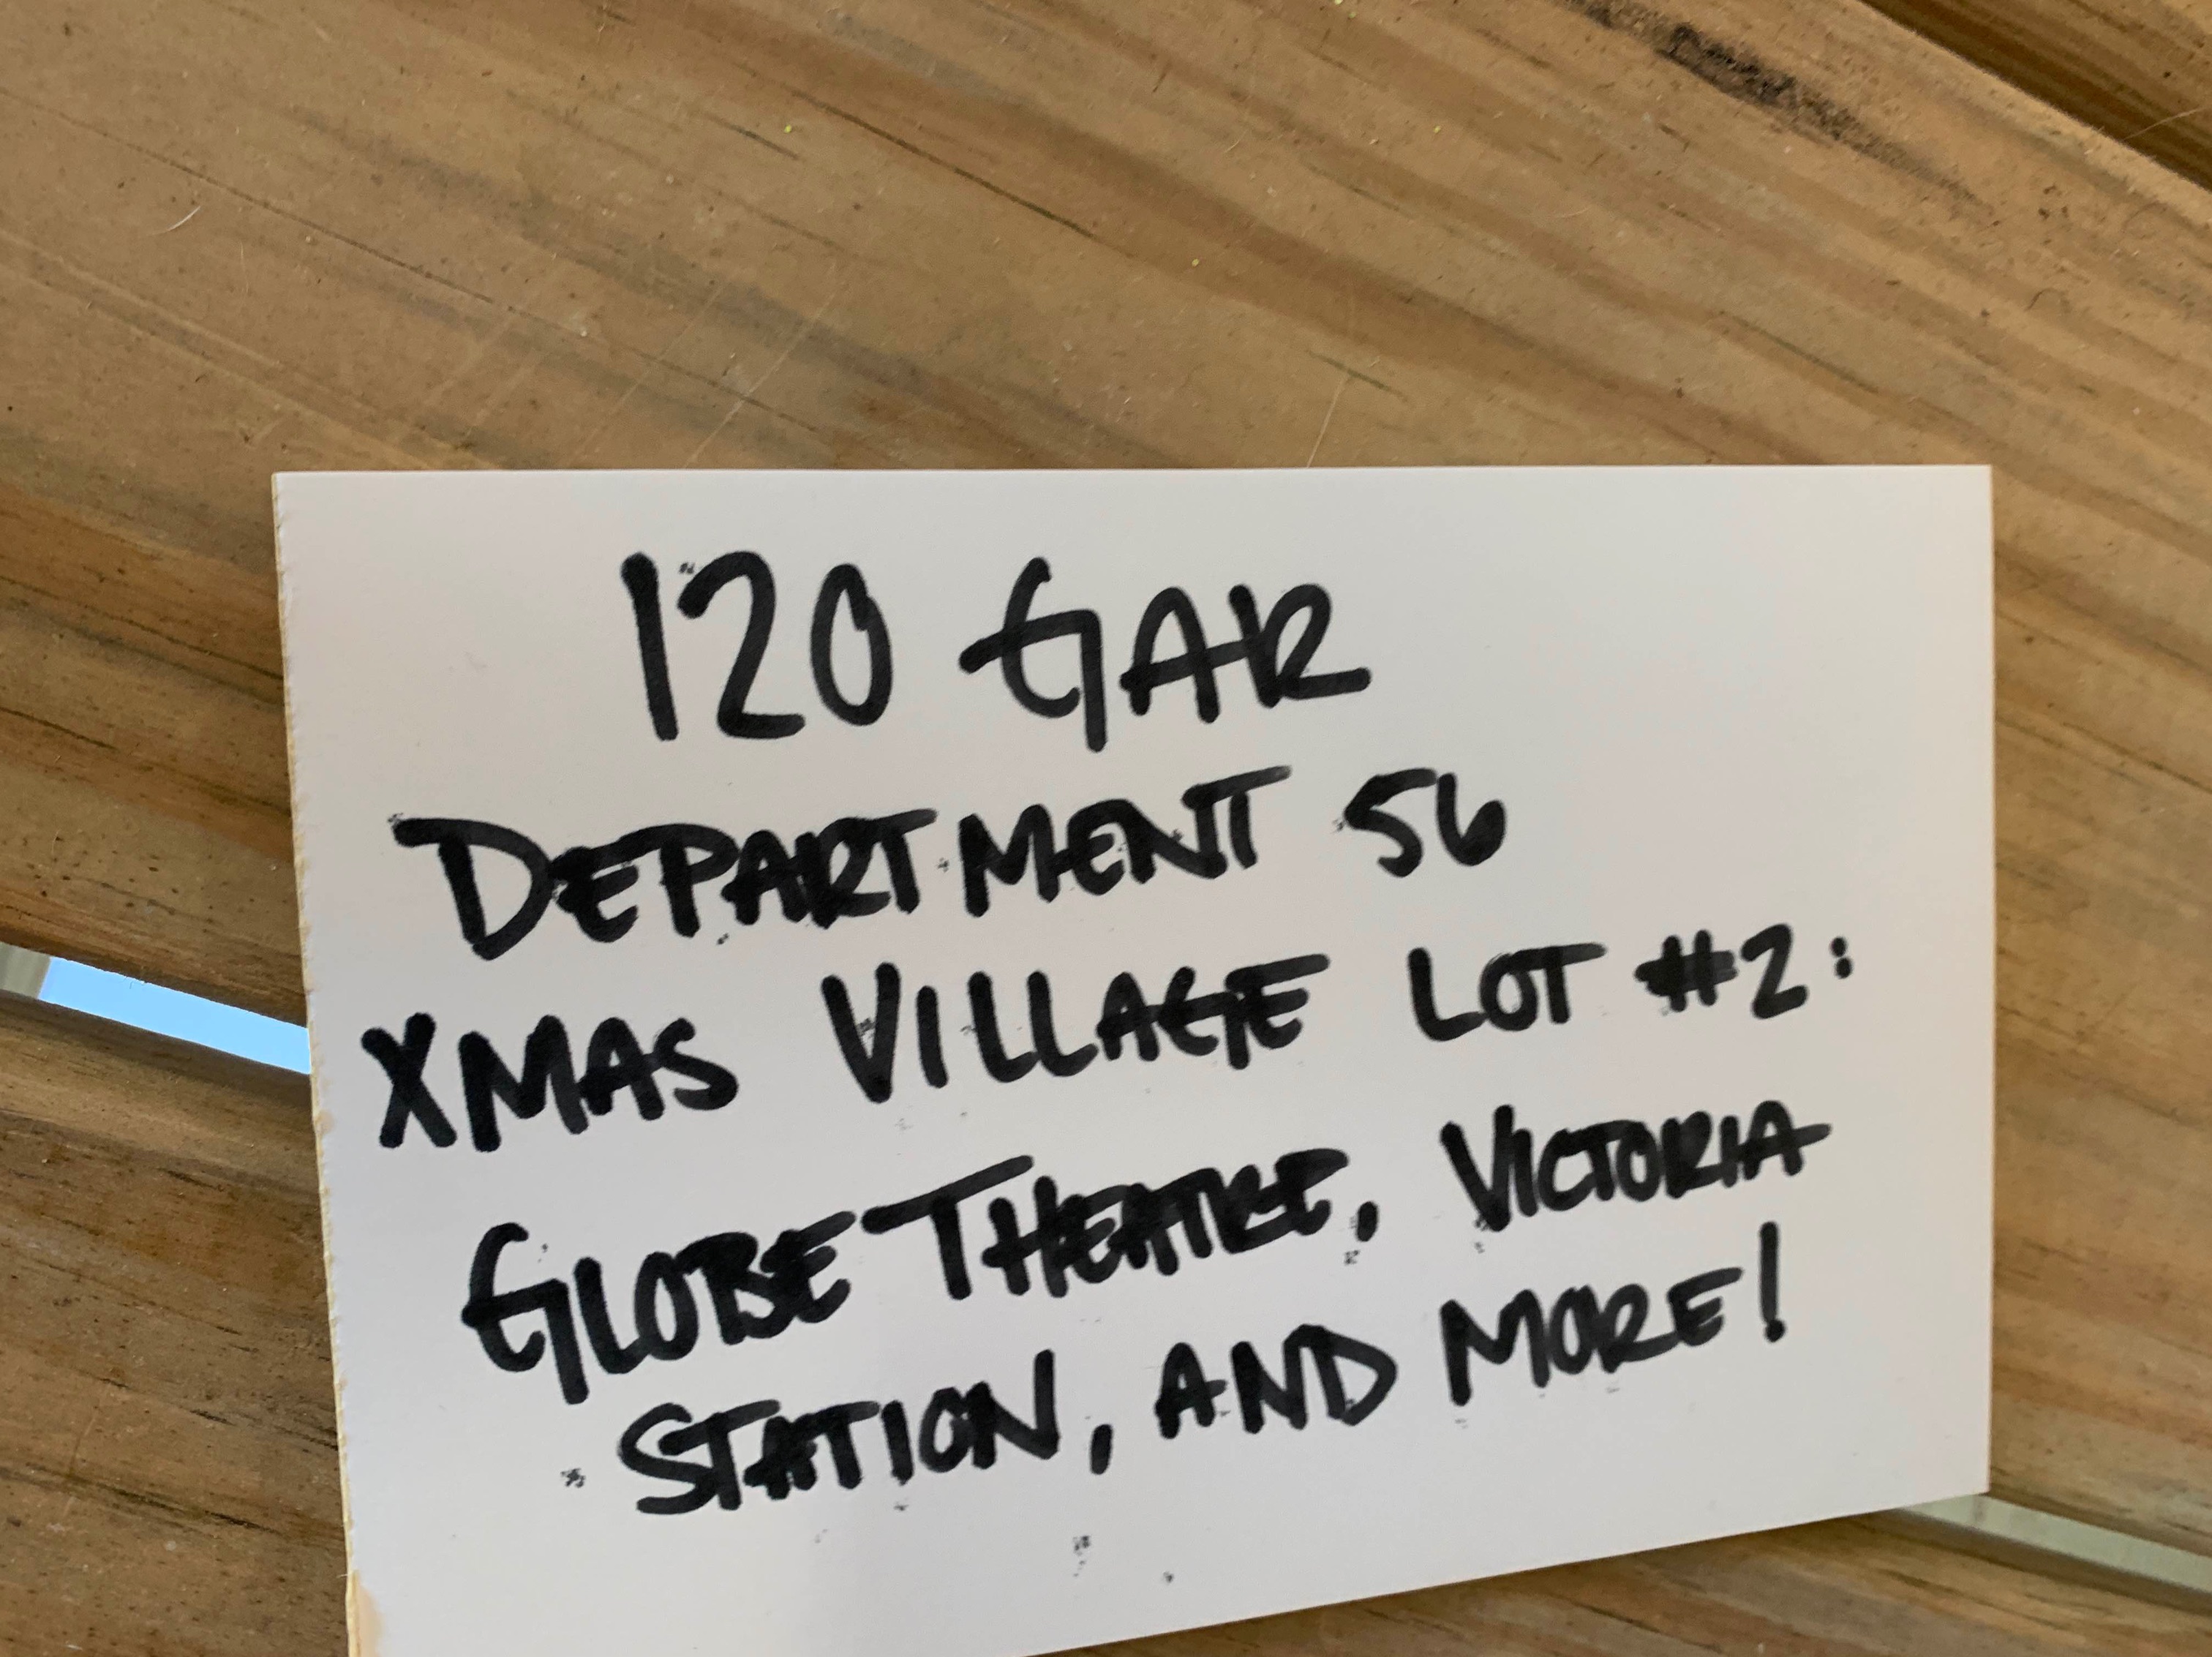 120 GAR
DEPARTMENT 56
XMAS VILLAGE LOT #2:
GLOBE THEATRE, VICTORIA
STATION, AND MORE!